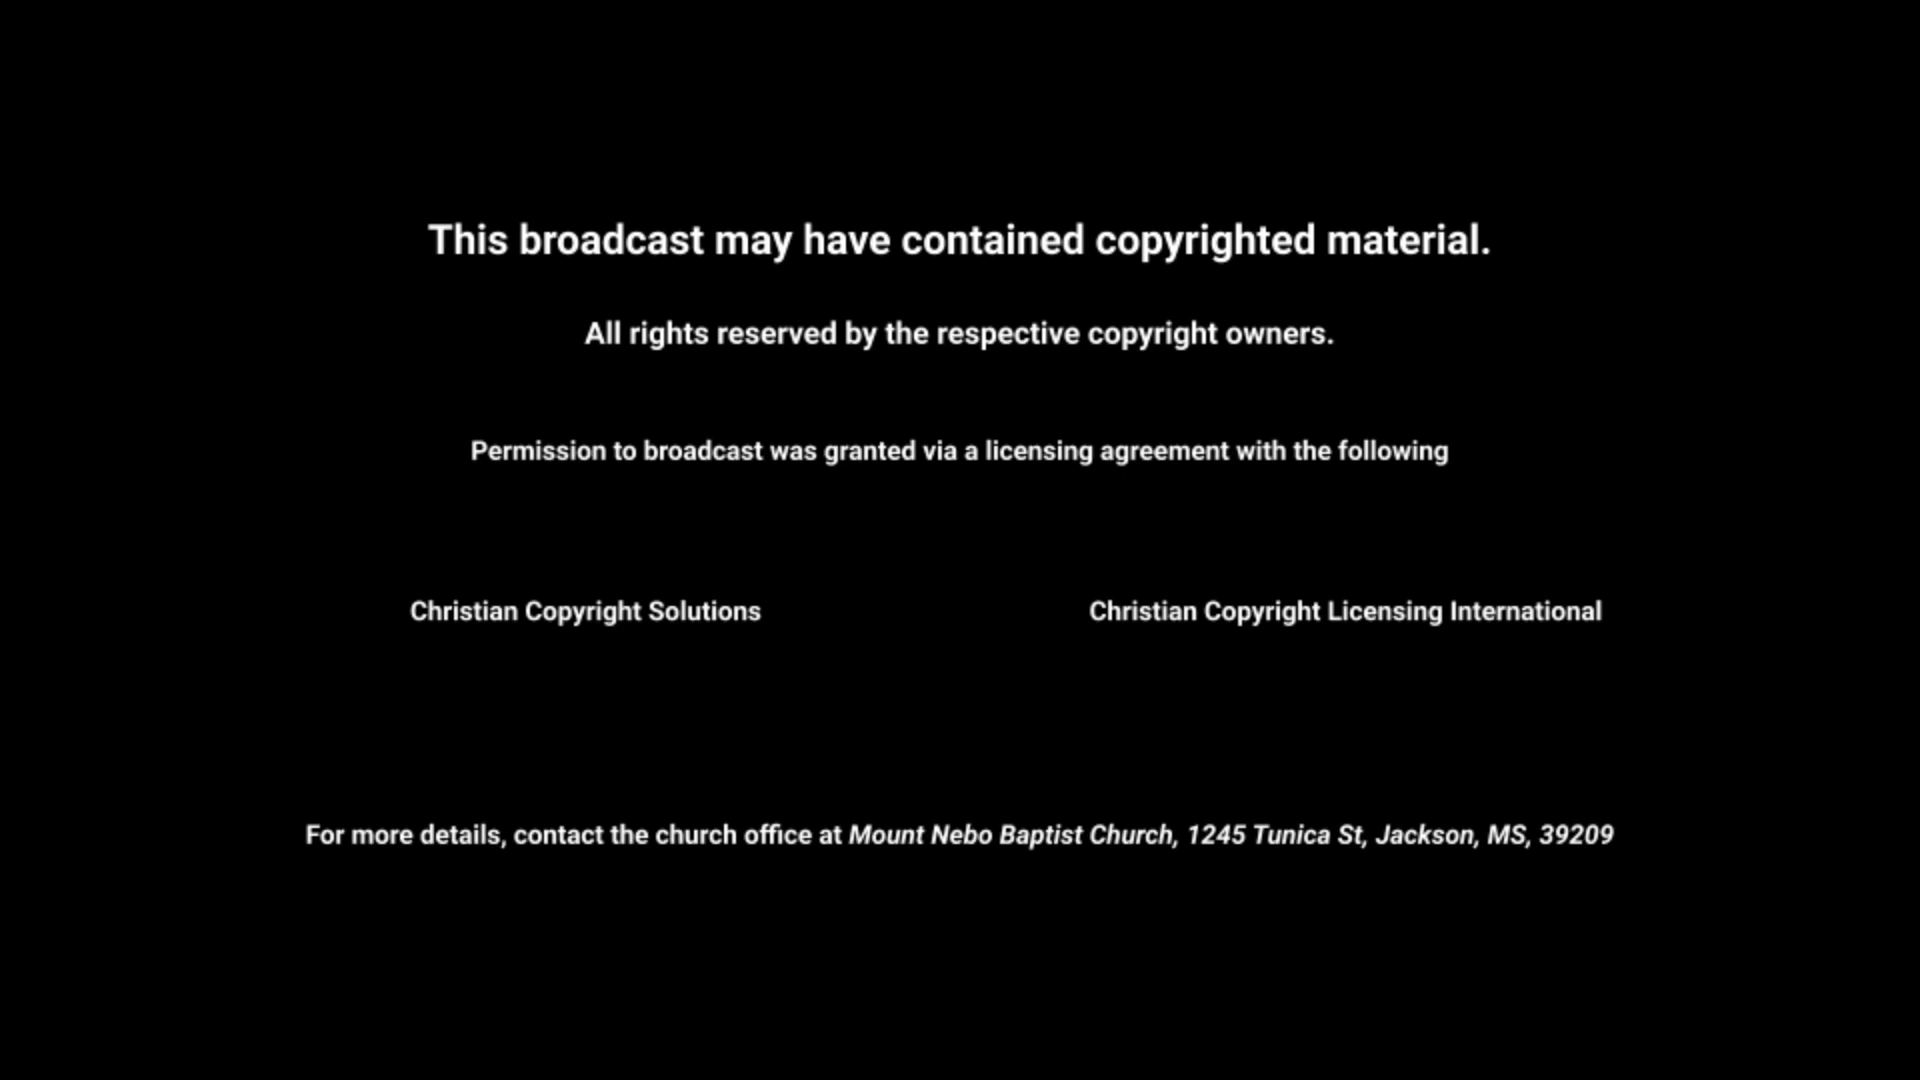 This broadcast may have contained copyrighted material.
All rights reserved by the respective copyright owners.
Permission to broadcast was granted via a licensing agreement with the following
Christian Copyright Solutions
Christian Copyright Licensing International
For more details, contact the church office at Mount Nebo Baptist Church, 1245 Tunica St, Jackson, MS, 39209